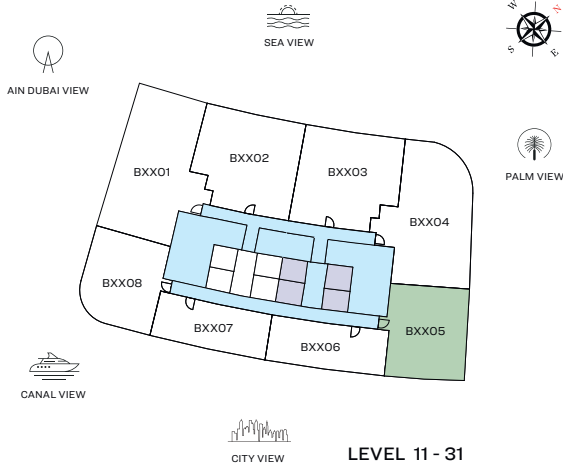 W
N
S
E
SEA VIEW
AIN DUBAI VIEW
PALM VIEW
BXX01
BXX02
BXX03
BXX04
BXX08
BXX07
BXX06
BXX05
CANAL VIEW
CITY VIEW
LEVEL 11 - 31